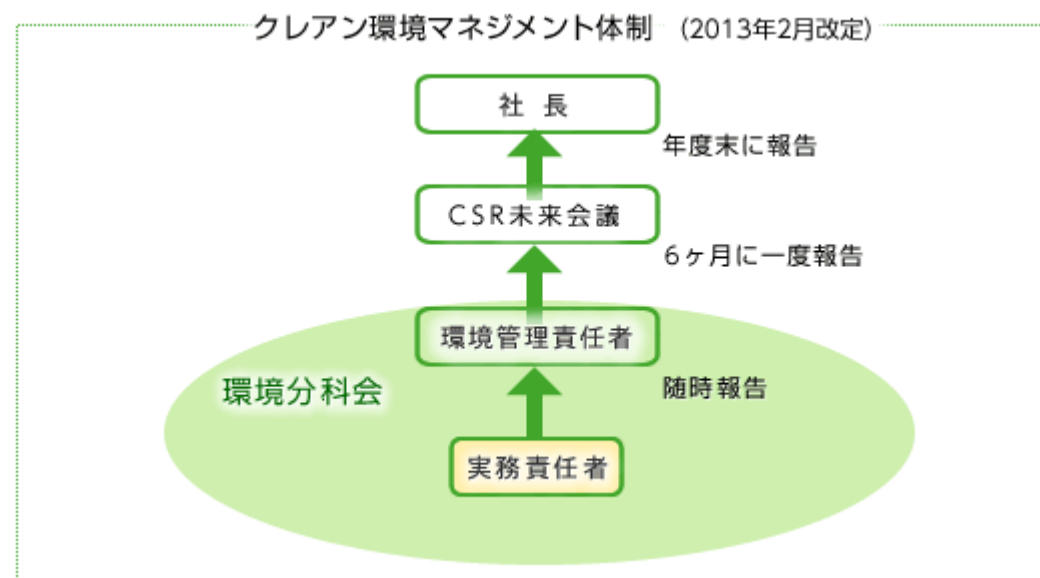 クレアン環境マネジメント体制 (2013年2月改定)
社 長
年度末に報告
CSR未来会議
6ヶ月に一度報告
環境管理責任者
環境分科会
随時報告
実務責任者